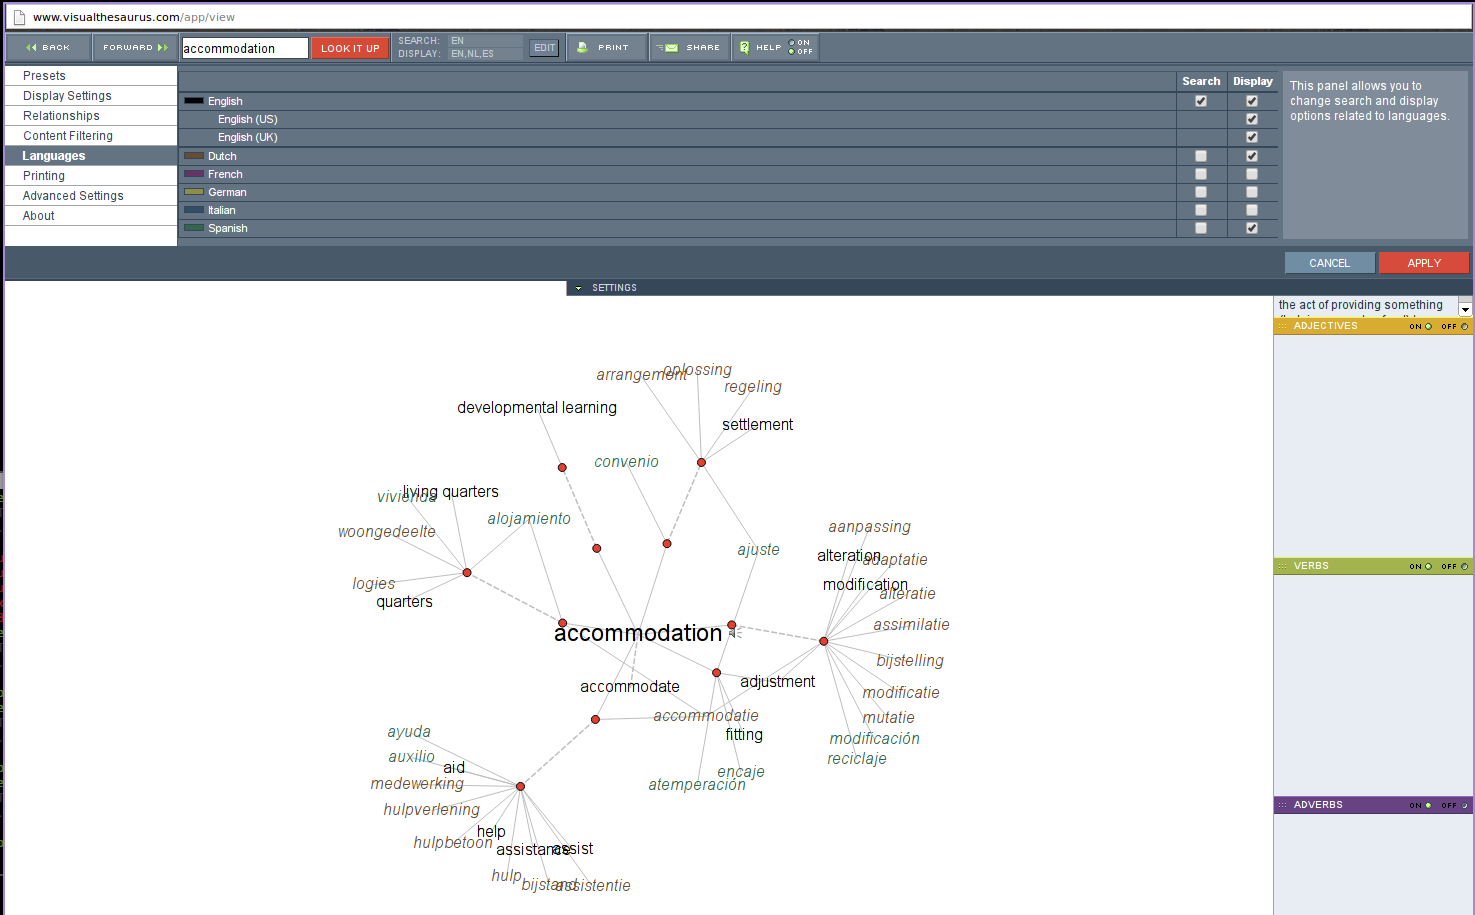 www.visualthesaurus.com/app/view
BACK
FORWARD
accommodation
LOOK IT UP
SEARCH: EN
DISPLAY: EN,NL,ES
EDIT
PRINT
SHARE
HELP
ON
OFF
Presets
Display Settings
Relationships
Content Filtering
Languages
Printing
Advanced Settings
About
Search Display
English
English (US)
English (UK)
Dutch
French
German
Italian
Spanish
This panel allows you to
change search and display
options related to languages.
CANCEL
APPLY
SETTINGS
the act of providing something
ADJECTIVES ON OFF
VERBS ON OFF
ADVERBS ON OFF
oplossing
arrangement
regeling
developmental learning
settlement
convenio
living quarters
vivienda
alojamiento
woongedeelte
aanpassing
ajuste
alteration
adaptatie
logies
modification
alteratie
quarters
assimilatie
accommodation
bijstelling
adjustment
accommodate
modificatie
accommodatie
mutatie
ayuda
fitting
modificación
auxilio
reciclaje
aid
encaje
medewerking
atemperación
hulpverlening
help
hulpbetoon
assistance
assist
hulp
bijstand
assistentie